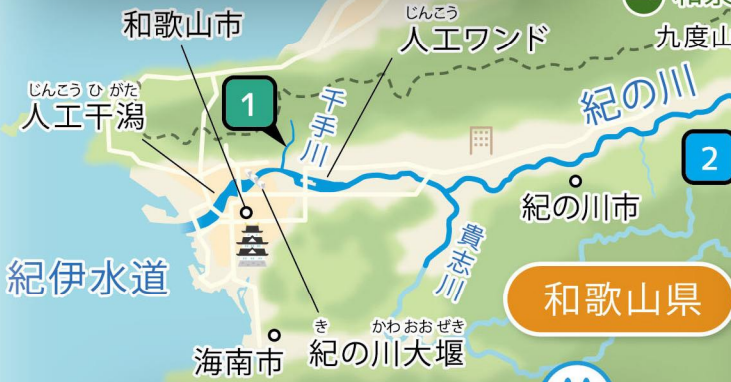 和歌山市
じんこう
人工ワンド
九度山
じんこう ひ がた
人工干潟
1
千手川
紀の川
2
紀の川市
貴志川
紀伊水道
和歌山県
き かわ おお ぜき
紀の川大堰
海南市